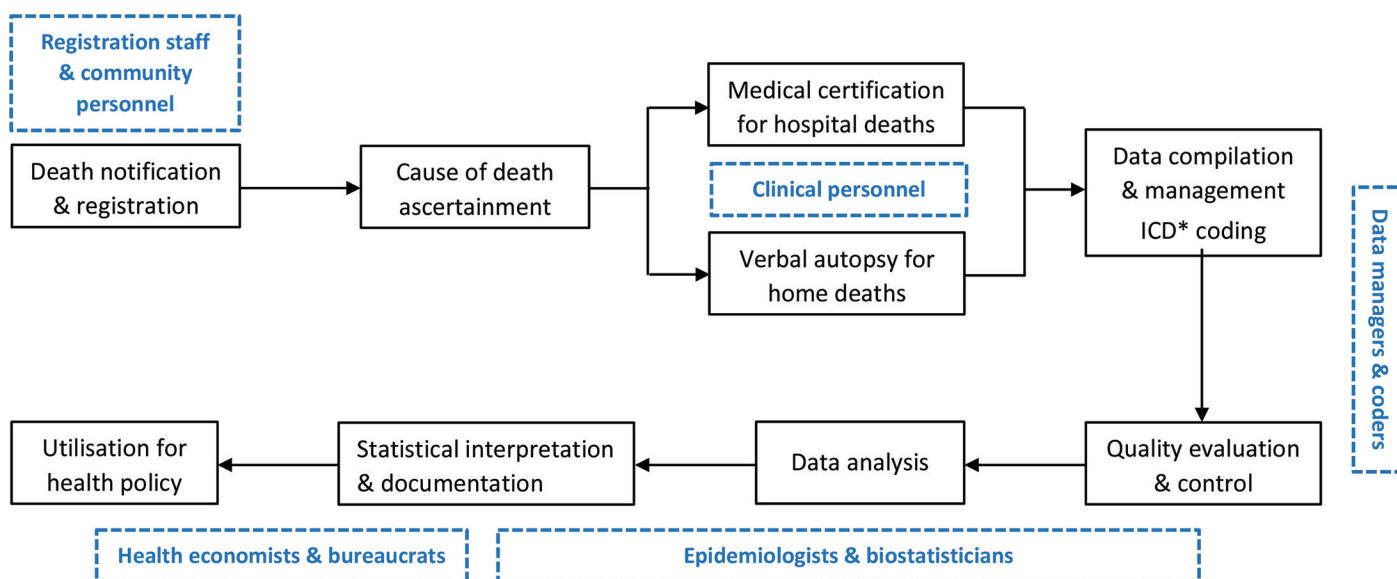 Registration staff
& community
personnel
Death notification
& registration
Cause of death
ascertainment
Medical certification
for hospital deaths
Clinical personnel
Verbal autopsy for
home deaths
Data compilation
& management
ICD* coding
Data managers & coders
Utilisation for
health policy
Statistical interpretation
& documentation
Data analysis
Quality evaluation
& control
Health economists & bureaucrats
Epidemiologists & biostatisticians